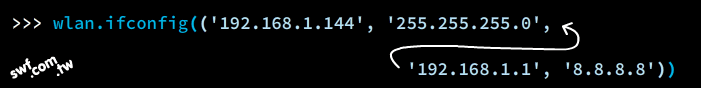 >>> wlan.ifconfig(('192.168.1.144', '255.255.255.0',
'192.168.1.1', '8.8.8.8'))
swf.com.tw